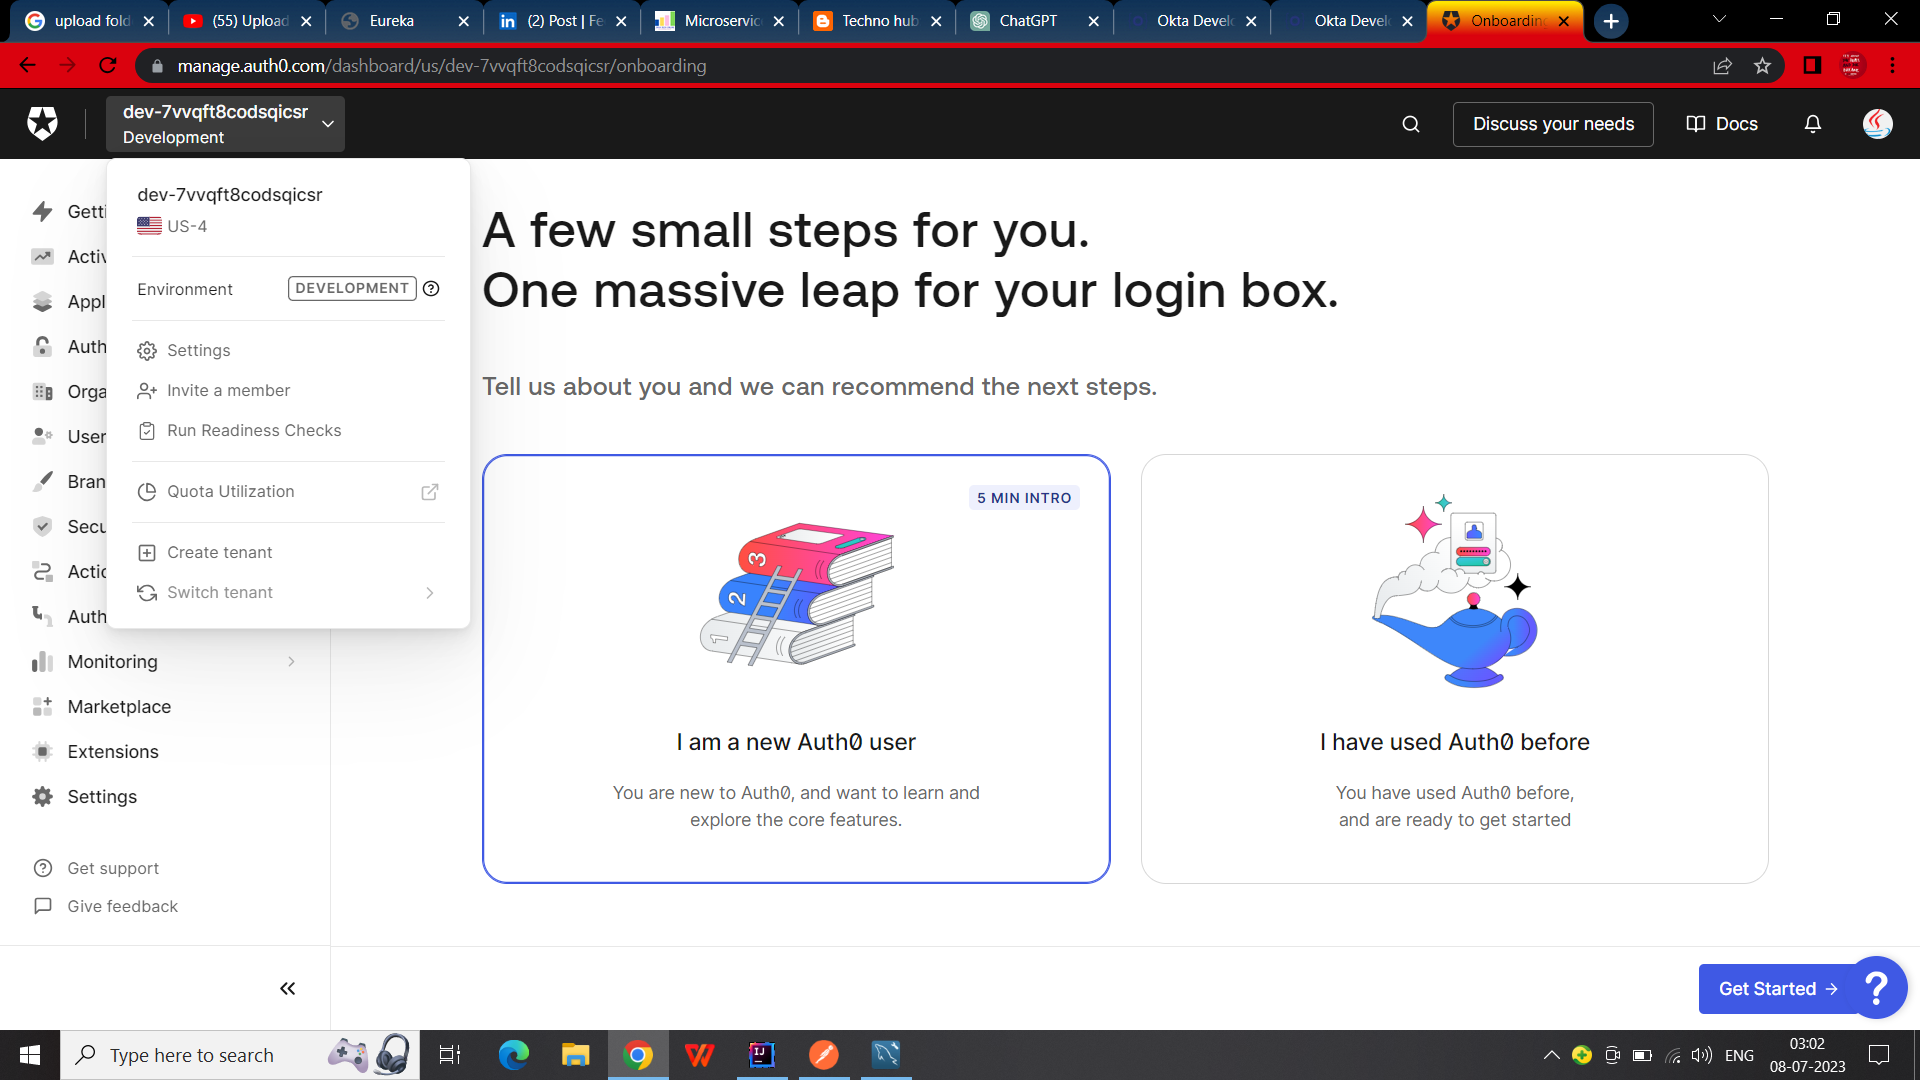 upload fold
(55) Upload
Eureka
(2) Post | Fe
Microservic
Techno hub
ChatGPT
Okta Devel
Okta Devel
Onboarding
manage.auth0.com/dashboard/us/dev-7vvqft8codsqicsr/onboarding
dev-7vvqft8codsqicsr
Development
Discuss your needs
Docs
dev-7vvqft8codsqicsr
US-4
Environment
DEVELOPMENT
Settings
Invite a member
Run Readiness Checks
Quota Utilization
Create tenant
Switch tenant
Getti
Activ
Appl
Auth
Orga
User
Bran
Secu
Actio
Auth
Monitoring
Marketplace
Extensions
Settings
Get support
Give feedback
A few small steps for you.
One massive leap for your login box.
Tell us about you and we can recommend the next steps.
5 MIN INTRO
3
2
1
I am a new Auth0 user
You are new to Auth0, and want to learn and
explore the core features.
I have used Auth0 before
You have used Auth0 before,
and are ready to get started
Get Started →
?
Type here to search
IJ
ENG
03:02
08-07-2023